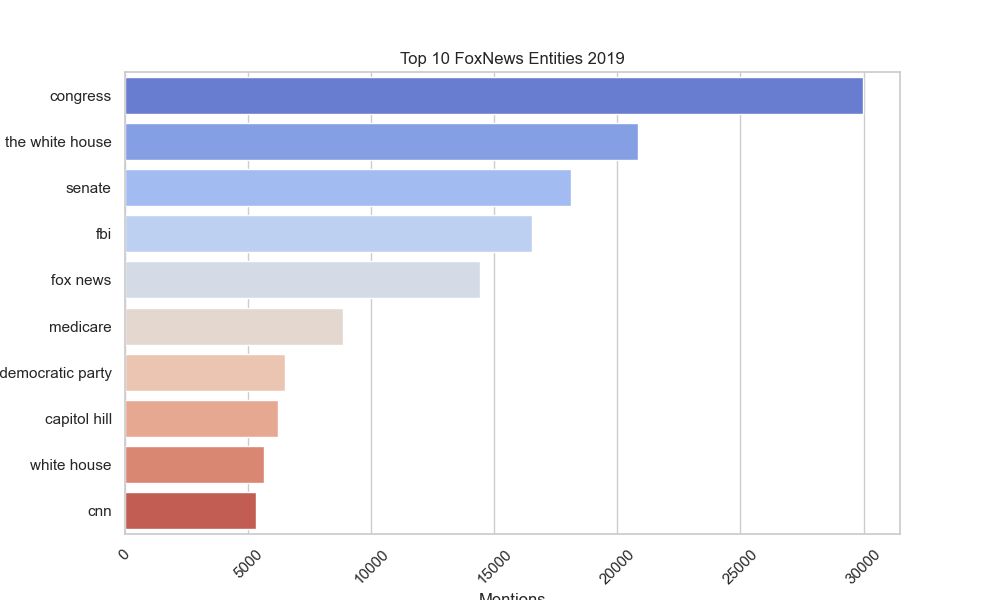 Top 10 FoxNews Entities 2019
congress
the white house
senate
fbi
fox news
medicare
democratic party
capitol hill
white house
cnn
0
5000
10000
15000
20000
25000
30000
Mentions